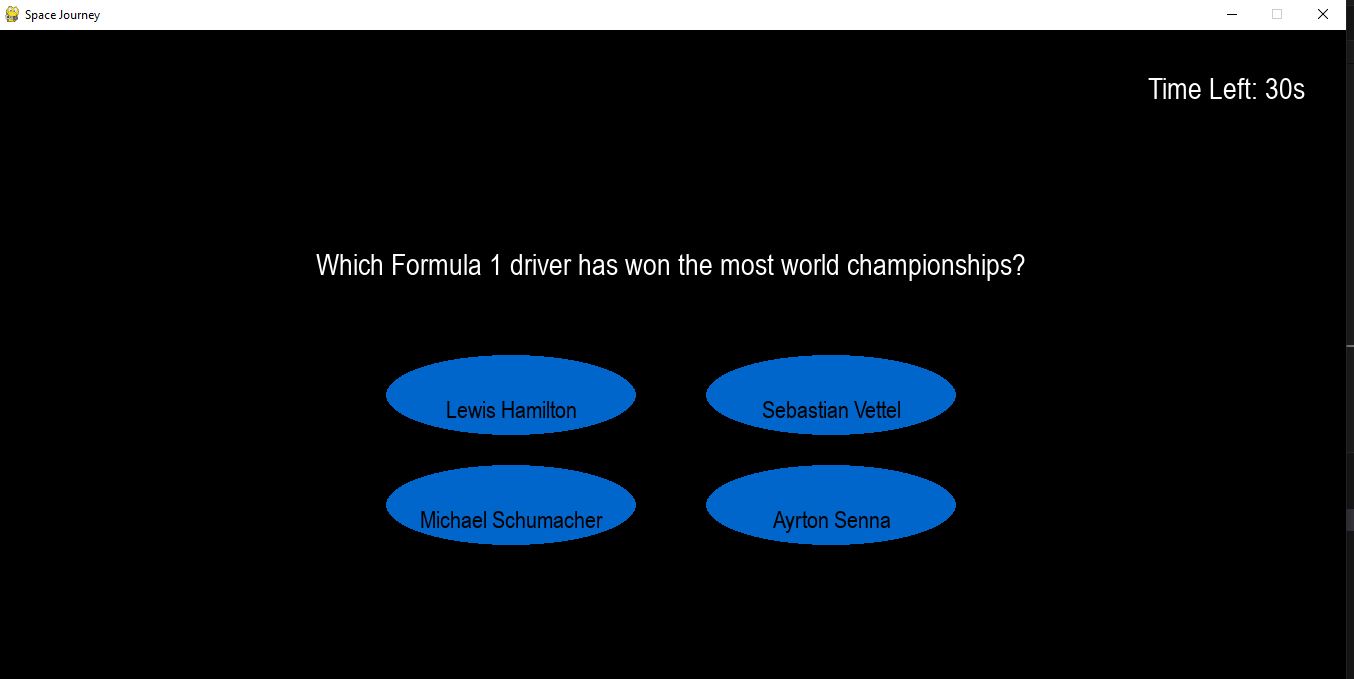 Space Journey
Time Left: 30s
Which Formula 1 driver has won the most world championships?
Lewis Hamilton
Sebastian Vettel
Michael Schumacher
Ayrton Senna